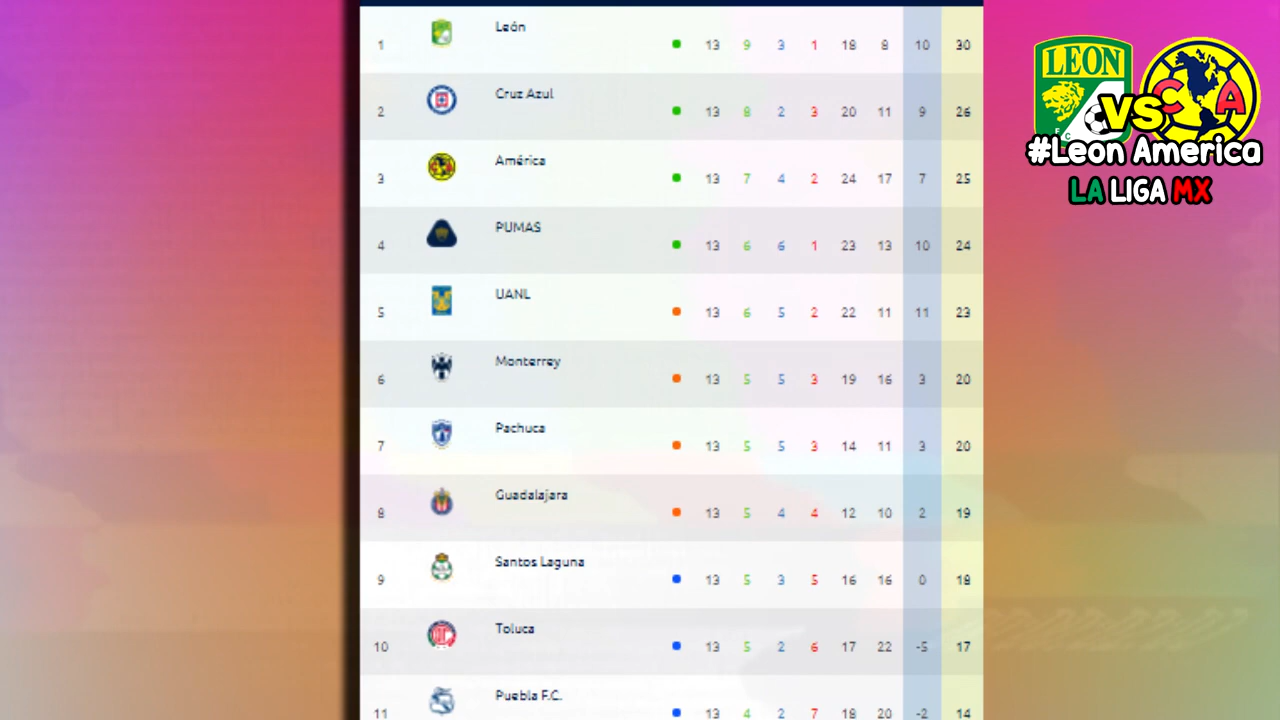 1 León 13 9 3 1 18 8 10 30
2 Cruz Azul 13 8 2 3 20 11 9 26
3 América 13 7 4 2 24 17 7 25
4 PUMAS 13 6 6 1 23 13 10 24
5 UANL 13 6 5 2 22 11 11 23
6 Monterrey 13 5 5 3 19 16 3 20
7 Pachuca 13 5 5 3 14 11 3 20
8 Guadalajara 13 5 4 4 12 10 2 19
9 Santos Laguna 13 5 3 5 16 16 0 18
10 Toluca 13 5 2 6 17 22 -5 17
11 Puebla F.C. 13 4 2 7 18 20 -2 14
LEON
F C
C A
VS
#Leon America
LA LIGA MX